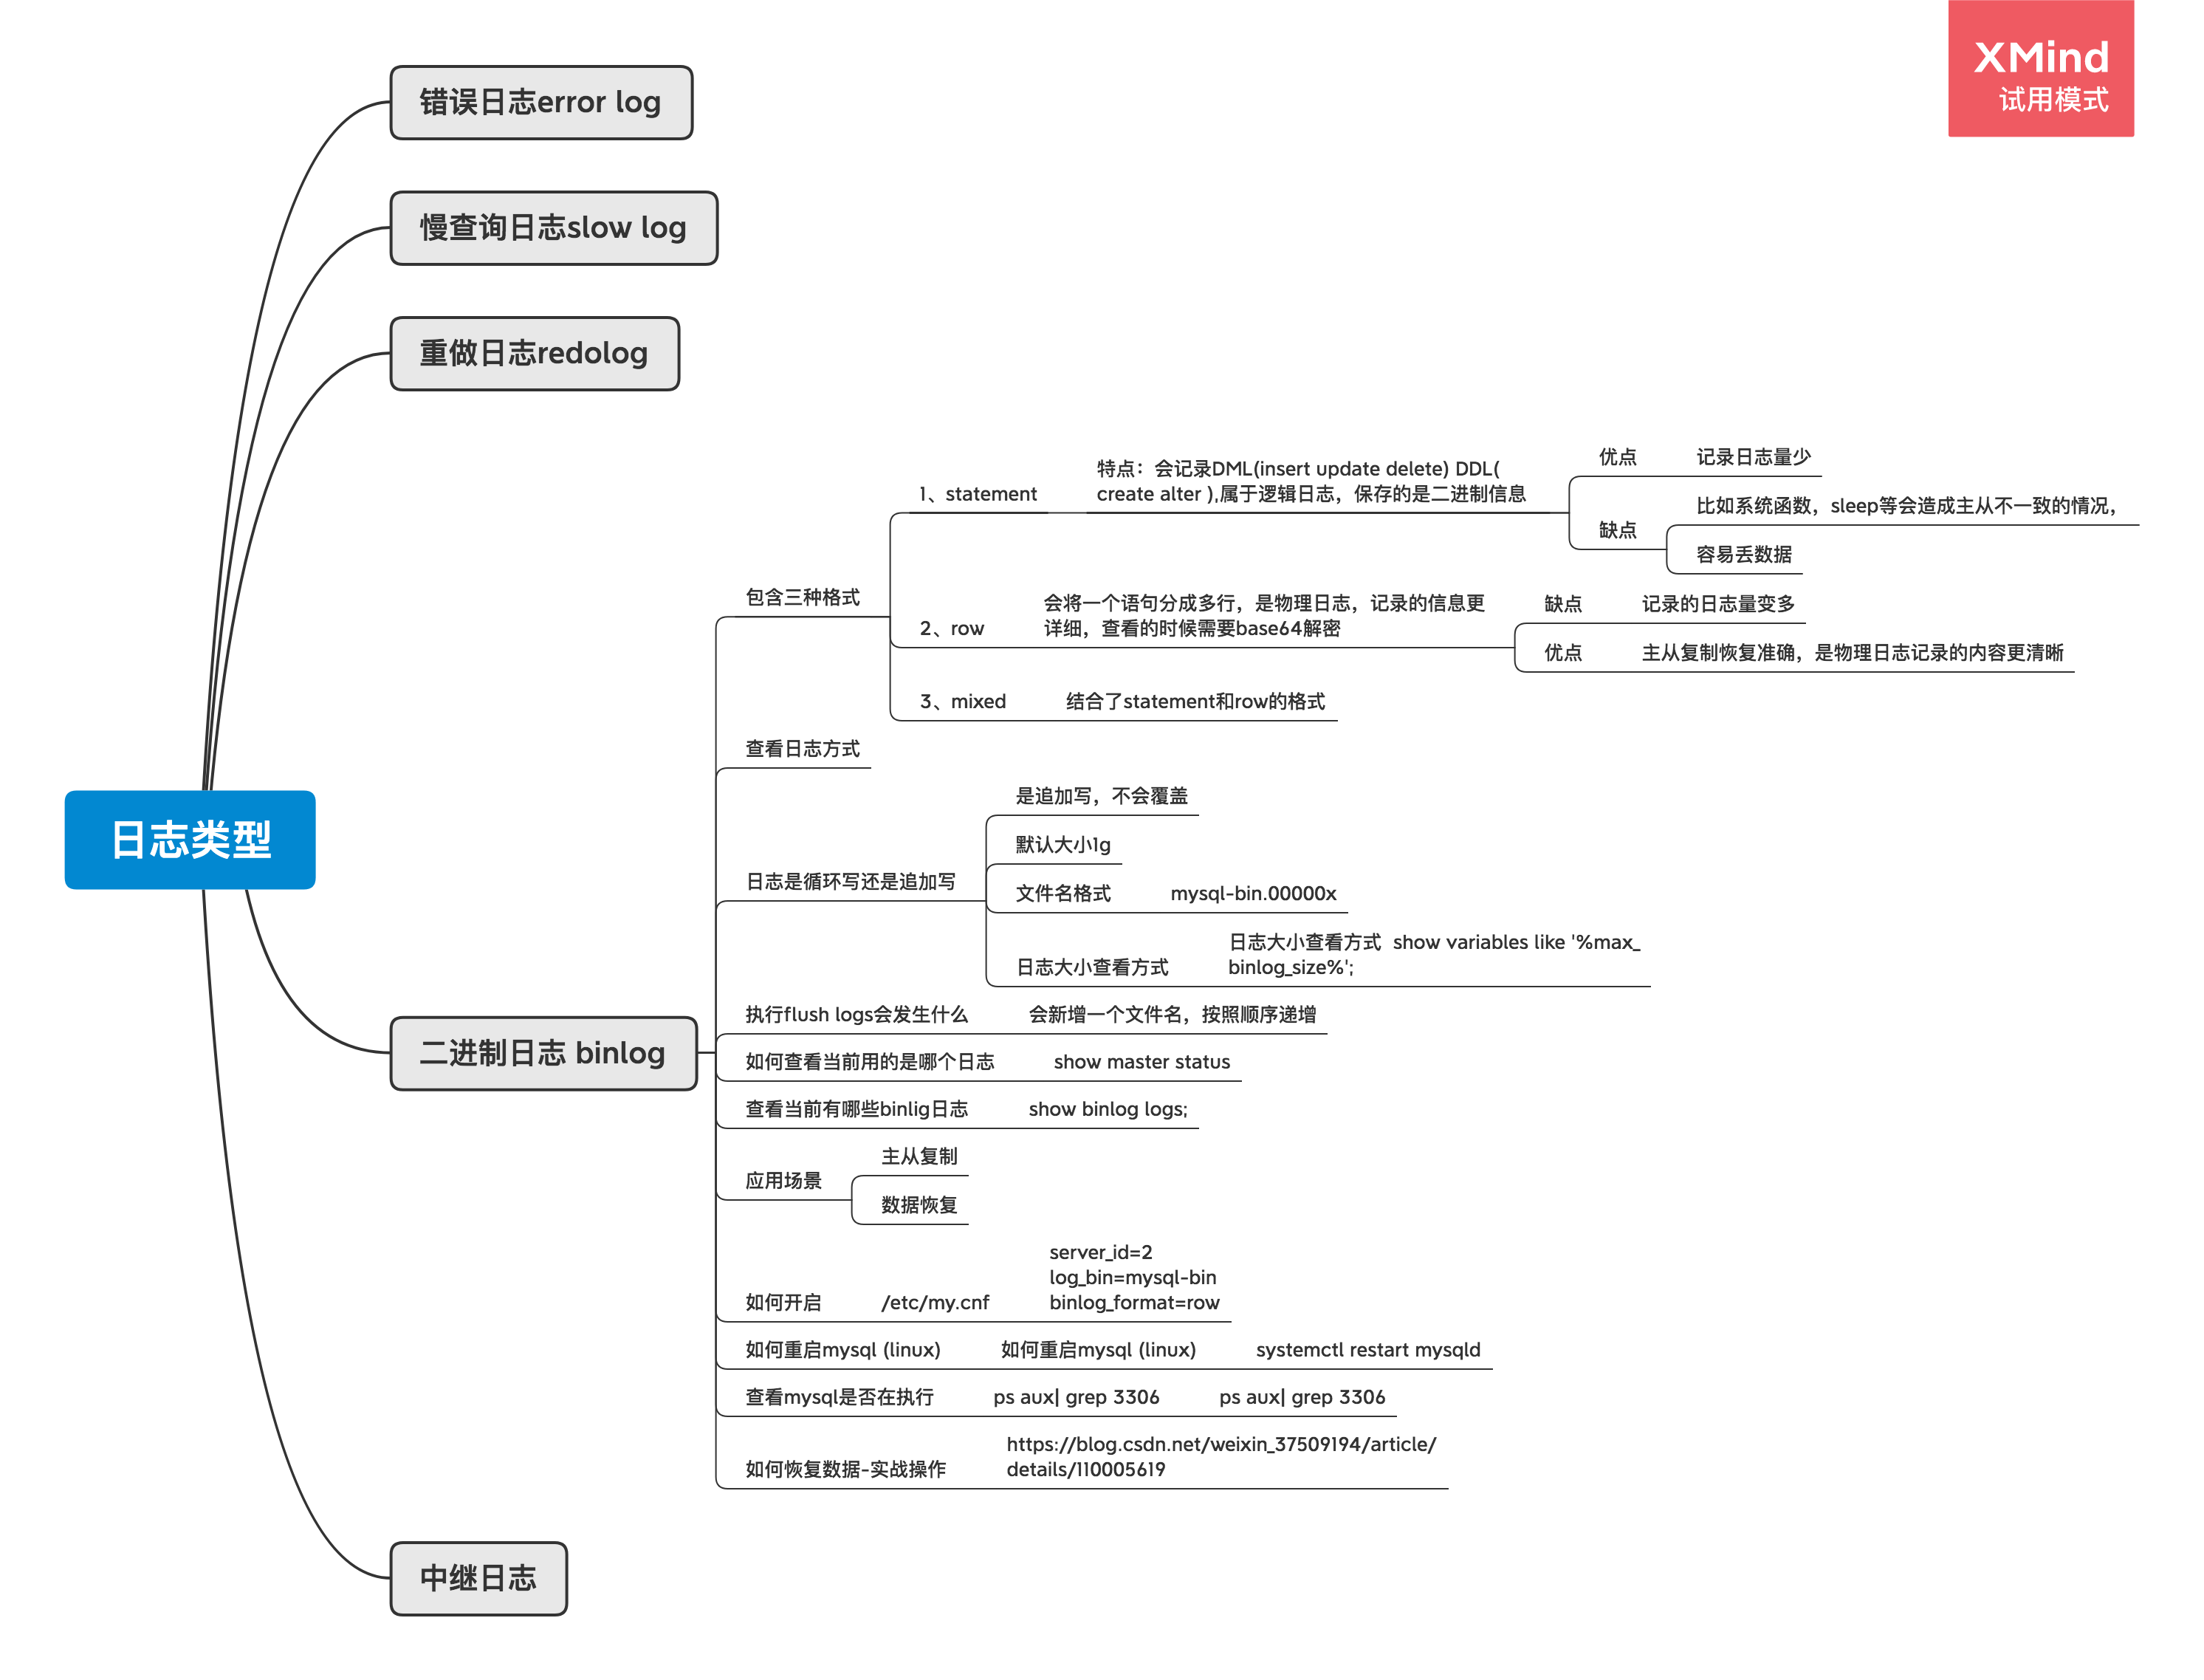 XMind
试用模式
错误日志error log
慢查询日志slow log
重做日志redolog
日志类型
二进制日志 binlog
包含三种格式
1、statement
特点：会记录DML(insert update delete) DDL(
create alter ),属于逻辑日志，保存的是二进制信息
优点
记录日志量少
缺点
比如系统函数，sleep等会造成主从不一致的情况，
容易丢数据
2、row
会将一个语句分成多行，是物理日志，记录的信息更
详细，查看的时候需要base64解密
缺点
记录的日志量变多
优点
主从复制恢复准确，是物理日志记录的内容更清晰
3、mixed
结合了statement和row的格式
查看日志方式
日志是循环写还是追加写
是追加写，不会覆盖
默认大小1g
文件名格式
mysql-bin.00000x
日志大小查看方式
日志大小查看方式 show variables like '%max_
binlog_size%';
执行flush logs会发生什么
会新增一个文件名，按照顺序递增
如何查看当前用的是哪个日志
show master status
查看当前有哪些binlig日志
show binlog logs;
应用场景
主从复制
数据恢复
如何开启
/etc/my.cnf
server_id=2
log_bin=mysql-bin
binlog_format=row
如何重启mysql (linux)
如何重启mysql (linux)
systemctl restart mysqld
查看mysql是否在执行
ps aux| grep 3306
ps aux| grep 3306
如何恢复数据-实战操作
https://blog.csdn.net/weixin_37509194/article/
details/110005619
中继日志